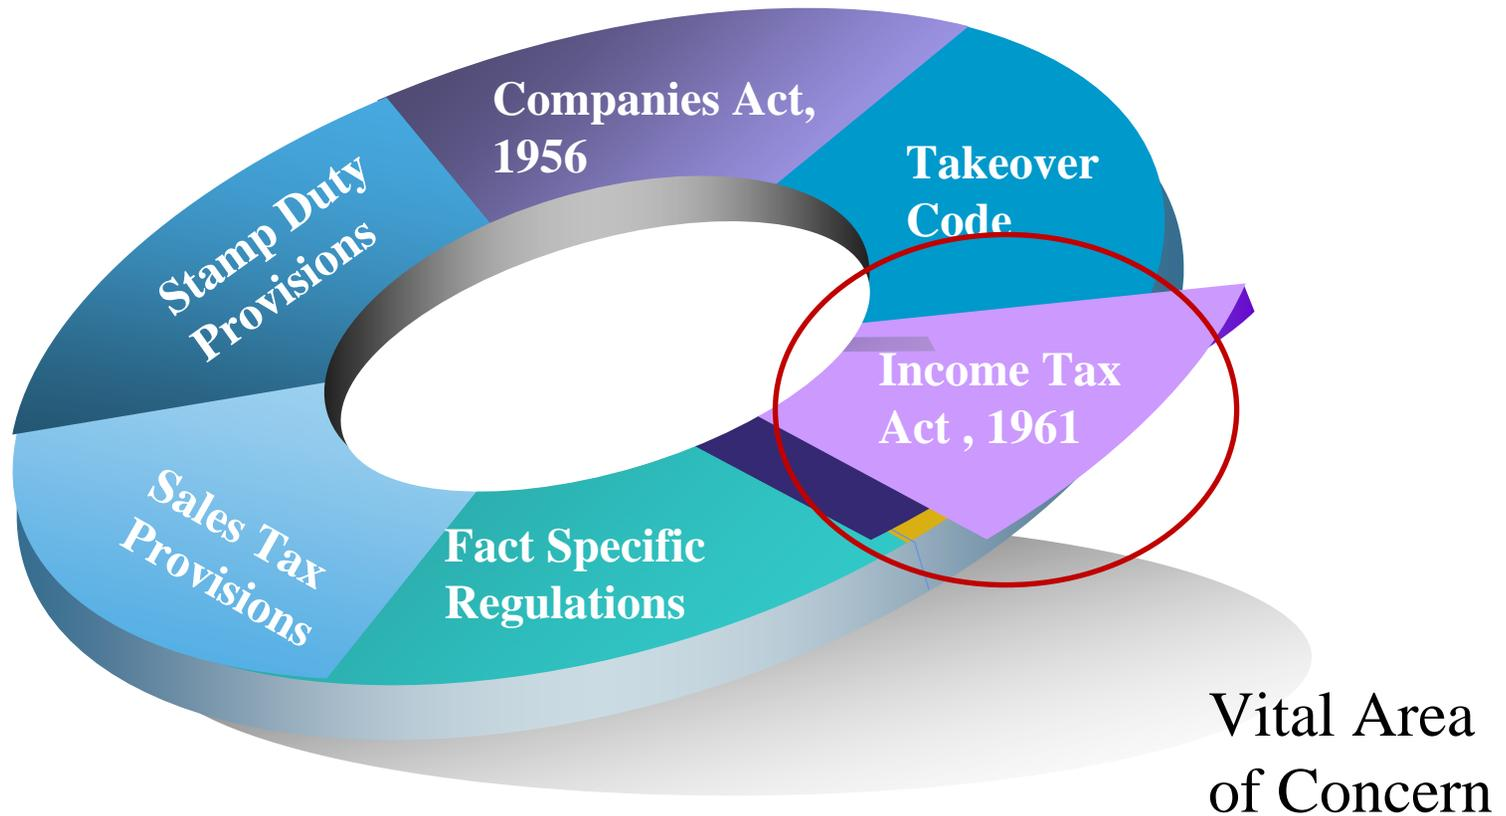 Companies Act,
1956
Takeover
Code
Stamp Duty
Provisions
Income Tax
Act , 1961
Sales Tax
Provisions
Fact Specific
Regulations
Vital Area
of Concern